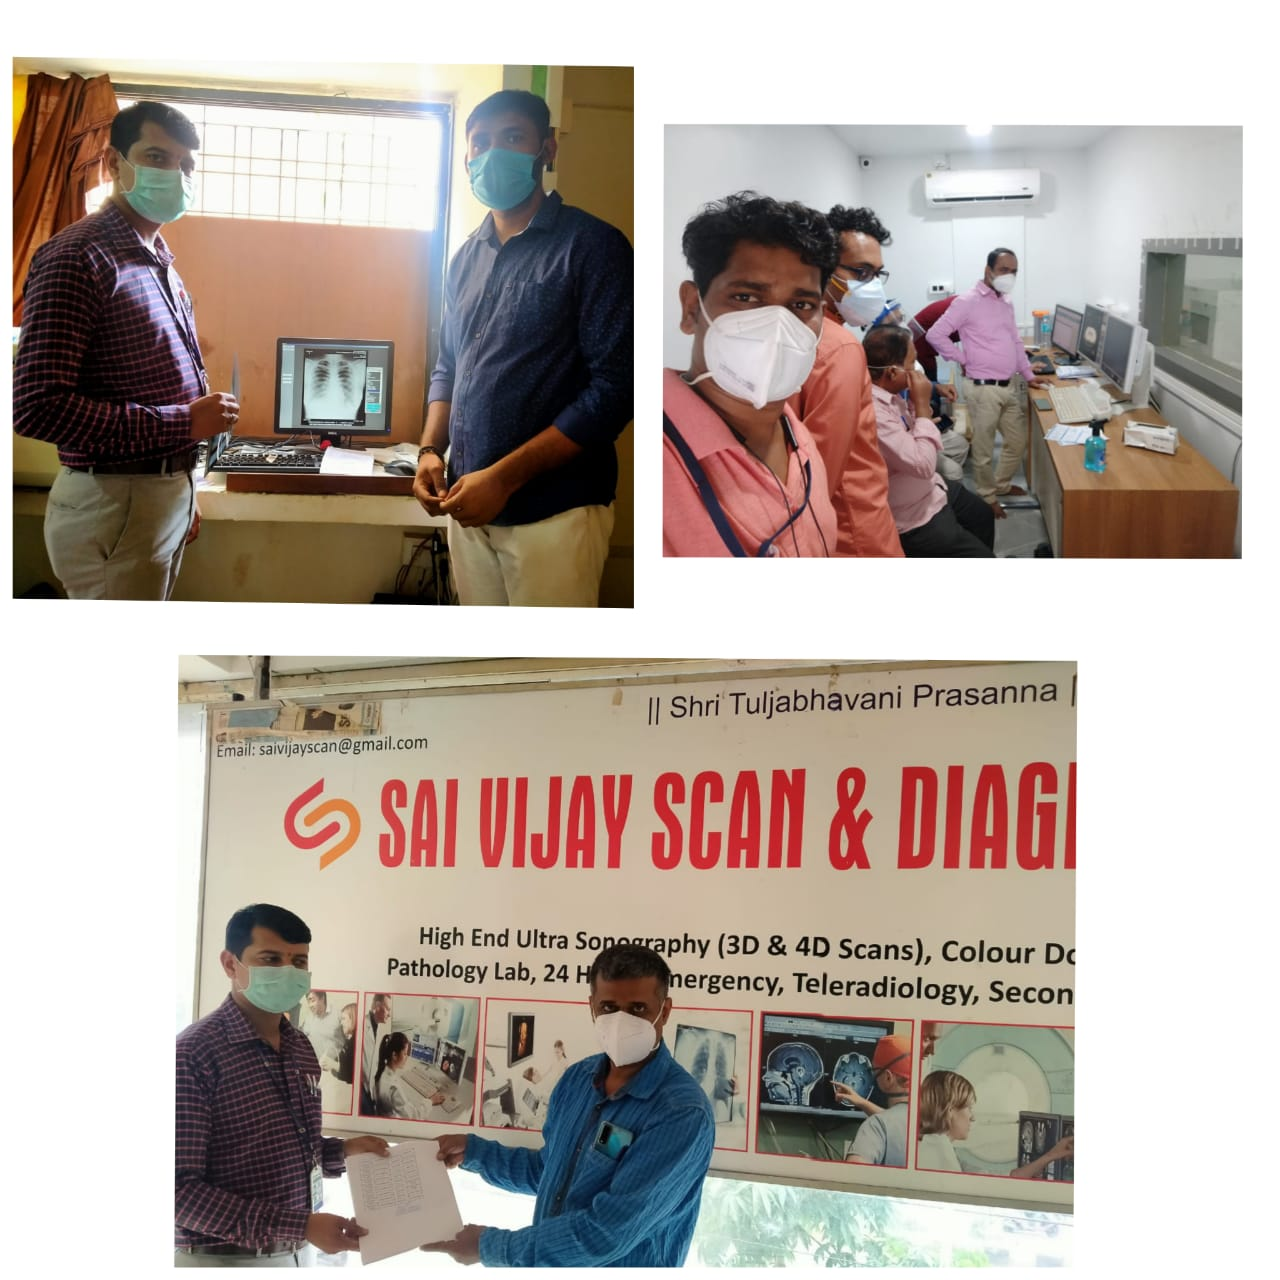 || Shri Tuljabhavani Prasanna |
Email: saivijayscan@gmail.com
SAI VIJAY SCAN & DIAG
High End Ultra Sonography (3D & 4D Scans), Colour Do
Pathology Lab, 24 H mergency, Teleradiology, Secon